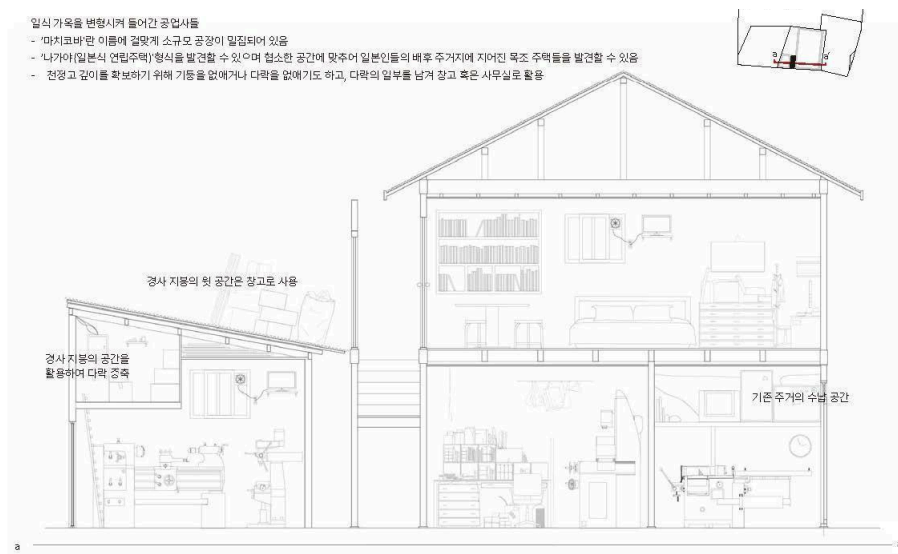 일식 가옥을 변형시켜 들어간 공업사들
- '마치코바'란 이름에 걸맞게 소규모 공장이 밀집되어 있음
- '나가야(일본식 연립주택)'형식을 발견할 수 있으며 협소한 공간에 맞추어 일본인들의 배후 주거지에 지어진 목조 주택들을 발견할 수 있음
- 천정고 깊이를 확보하기 위해 기둥을 없애거나 다락을 없애기도 하고, 다락의 일부를 남겨 창고 혹은 사무실로 활용
a a'
경사 지붕의 윗 공간은 창고로 사용
경사 지붕의 공간을
활용하여 다락 증축
기존 주거의 수납 공간
a